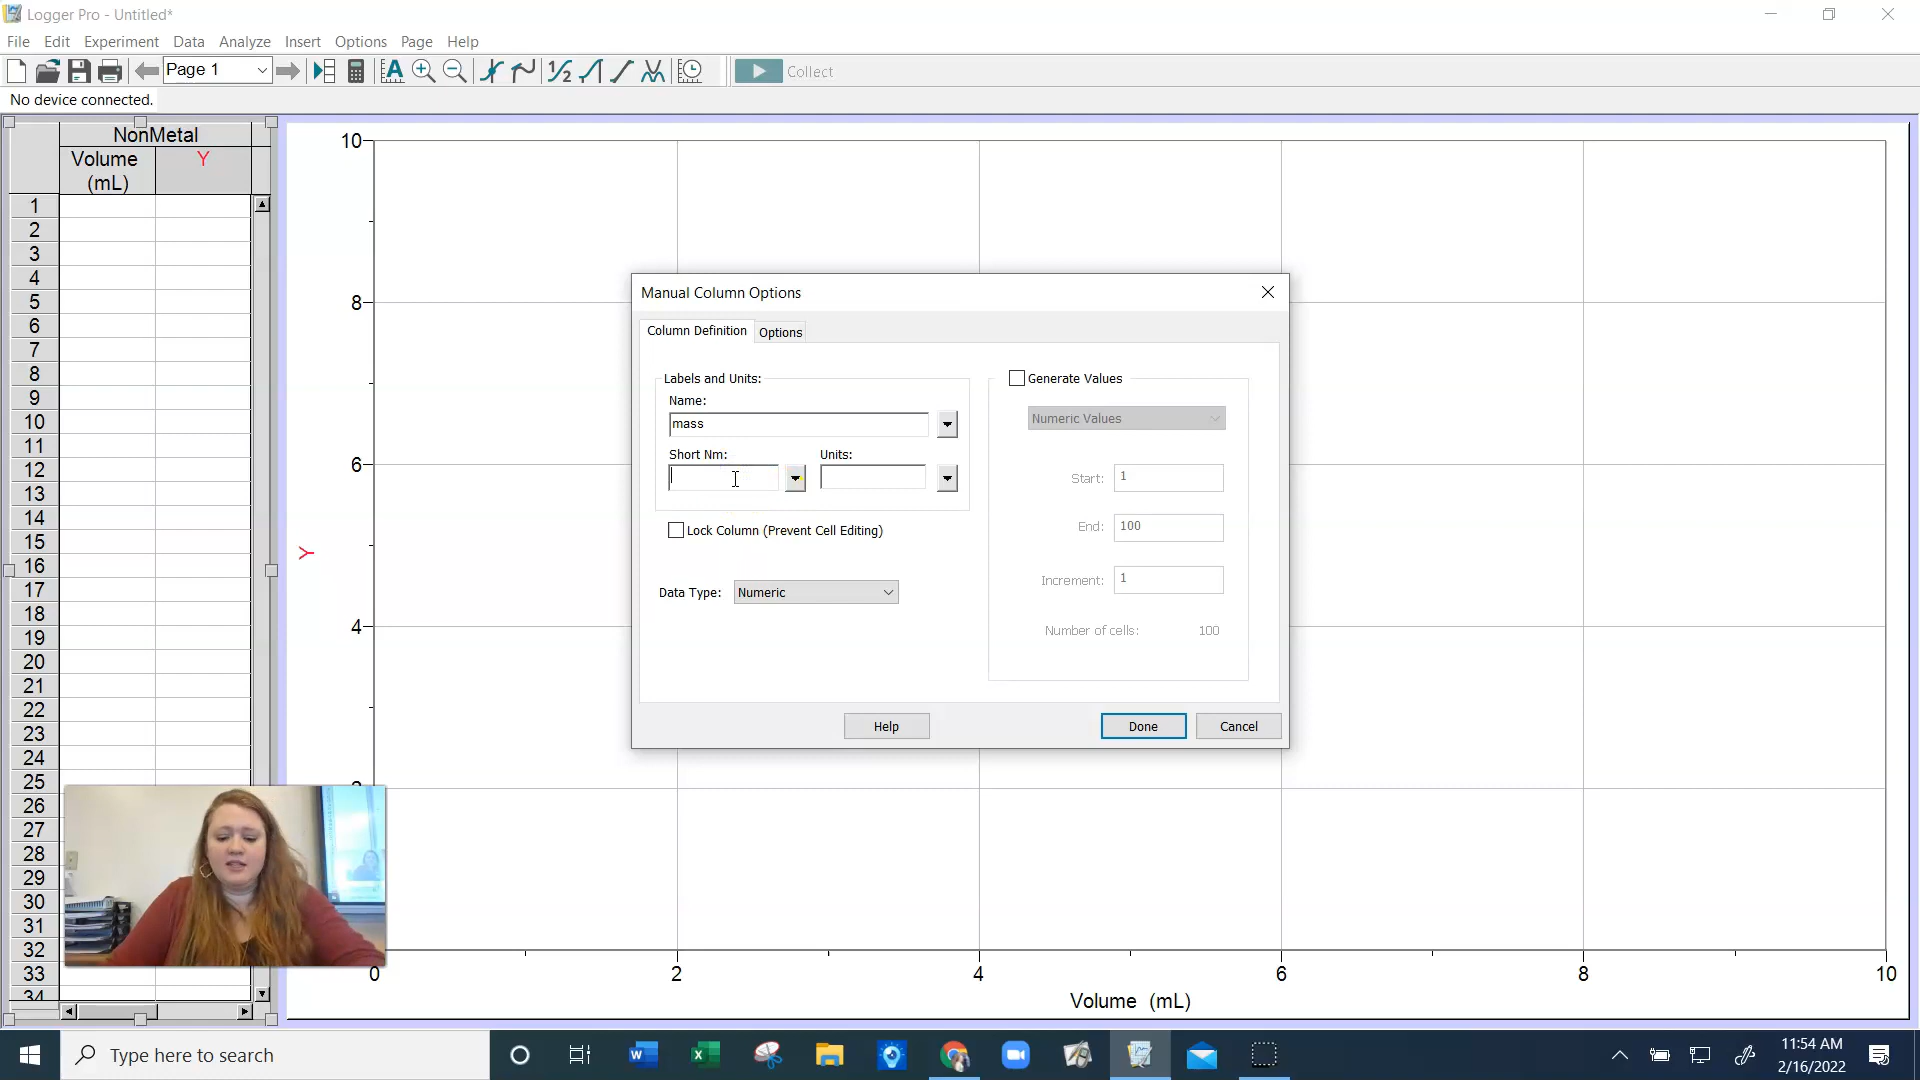 Logger Pro - Untitled*
File Edit Experiment Data Analyze Insert Options Page Help
Page 1
Collect
No device connected.
NonMetal
Volume (mL)
Y
1
2
3
4
5
6
7
8
9
10
11
12
13
14
15
16
17
18
19
20
21
22
23
24
25
26
27
28
29
30
31
32
33
34
10
8
6
4
2
Y
0 2 4 6 8 10
Volume (mL)
Manual Column Options
Column Definition Options
Labels and Units:
Name:
mass
Short Nm: Units:
Lock Column (Prevent Cell Editing)
Data Type: Numeric
Generate Values
Numeric Values
Start: 1
End: 100
Increment: 1
Number of cells: 100
Help Done Cancel
Type here to search
11:54 AM
2/16/2022